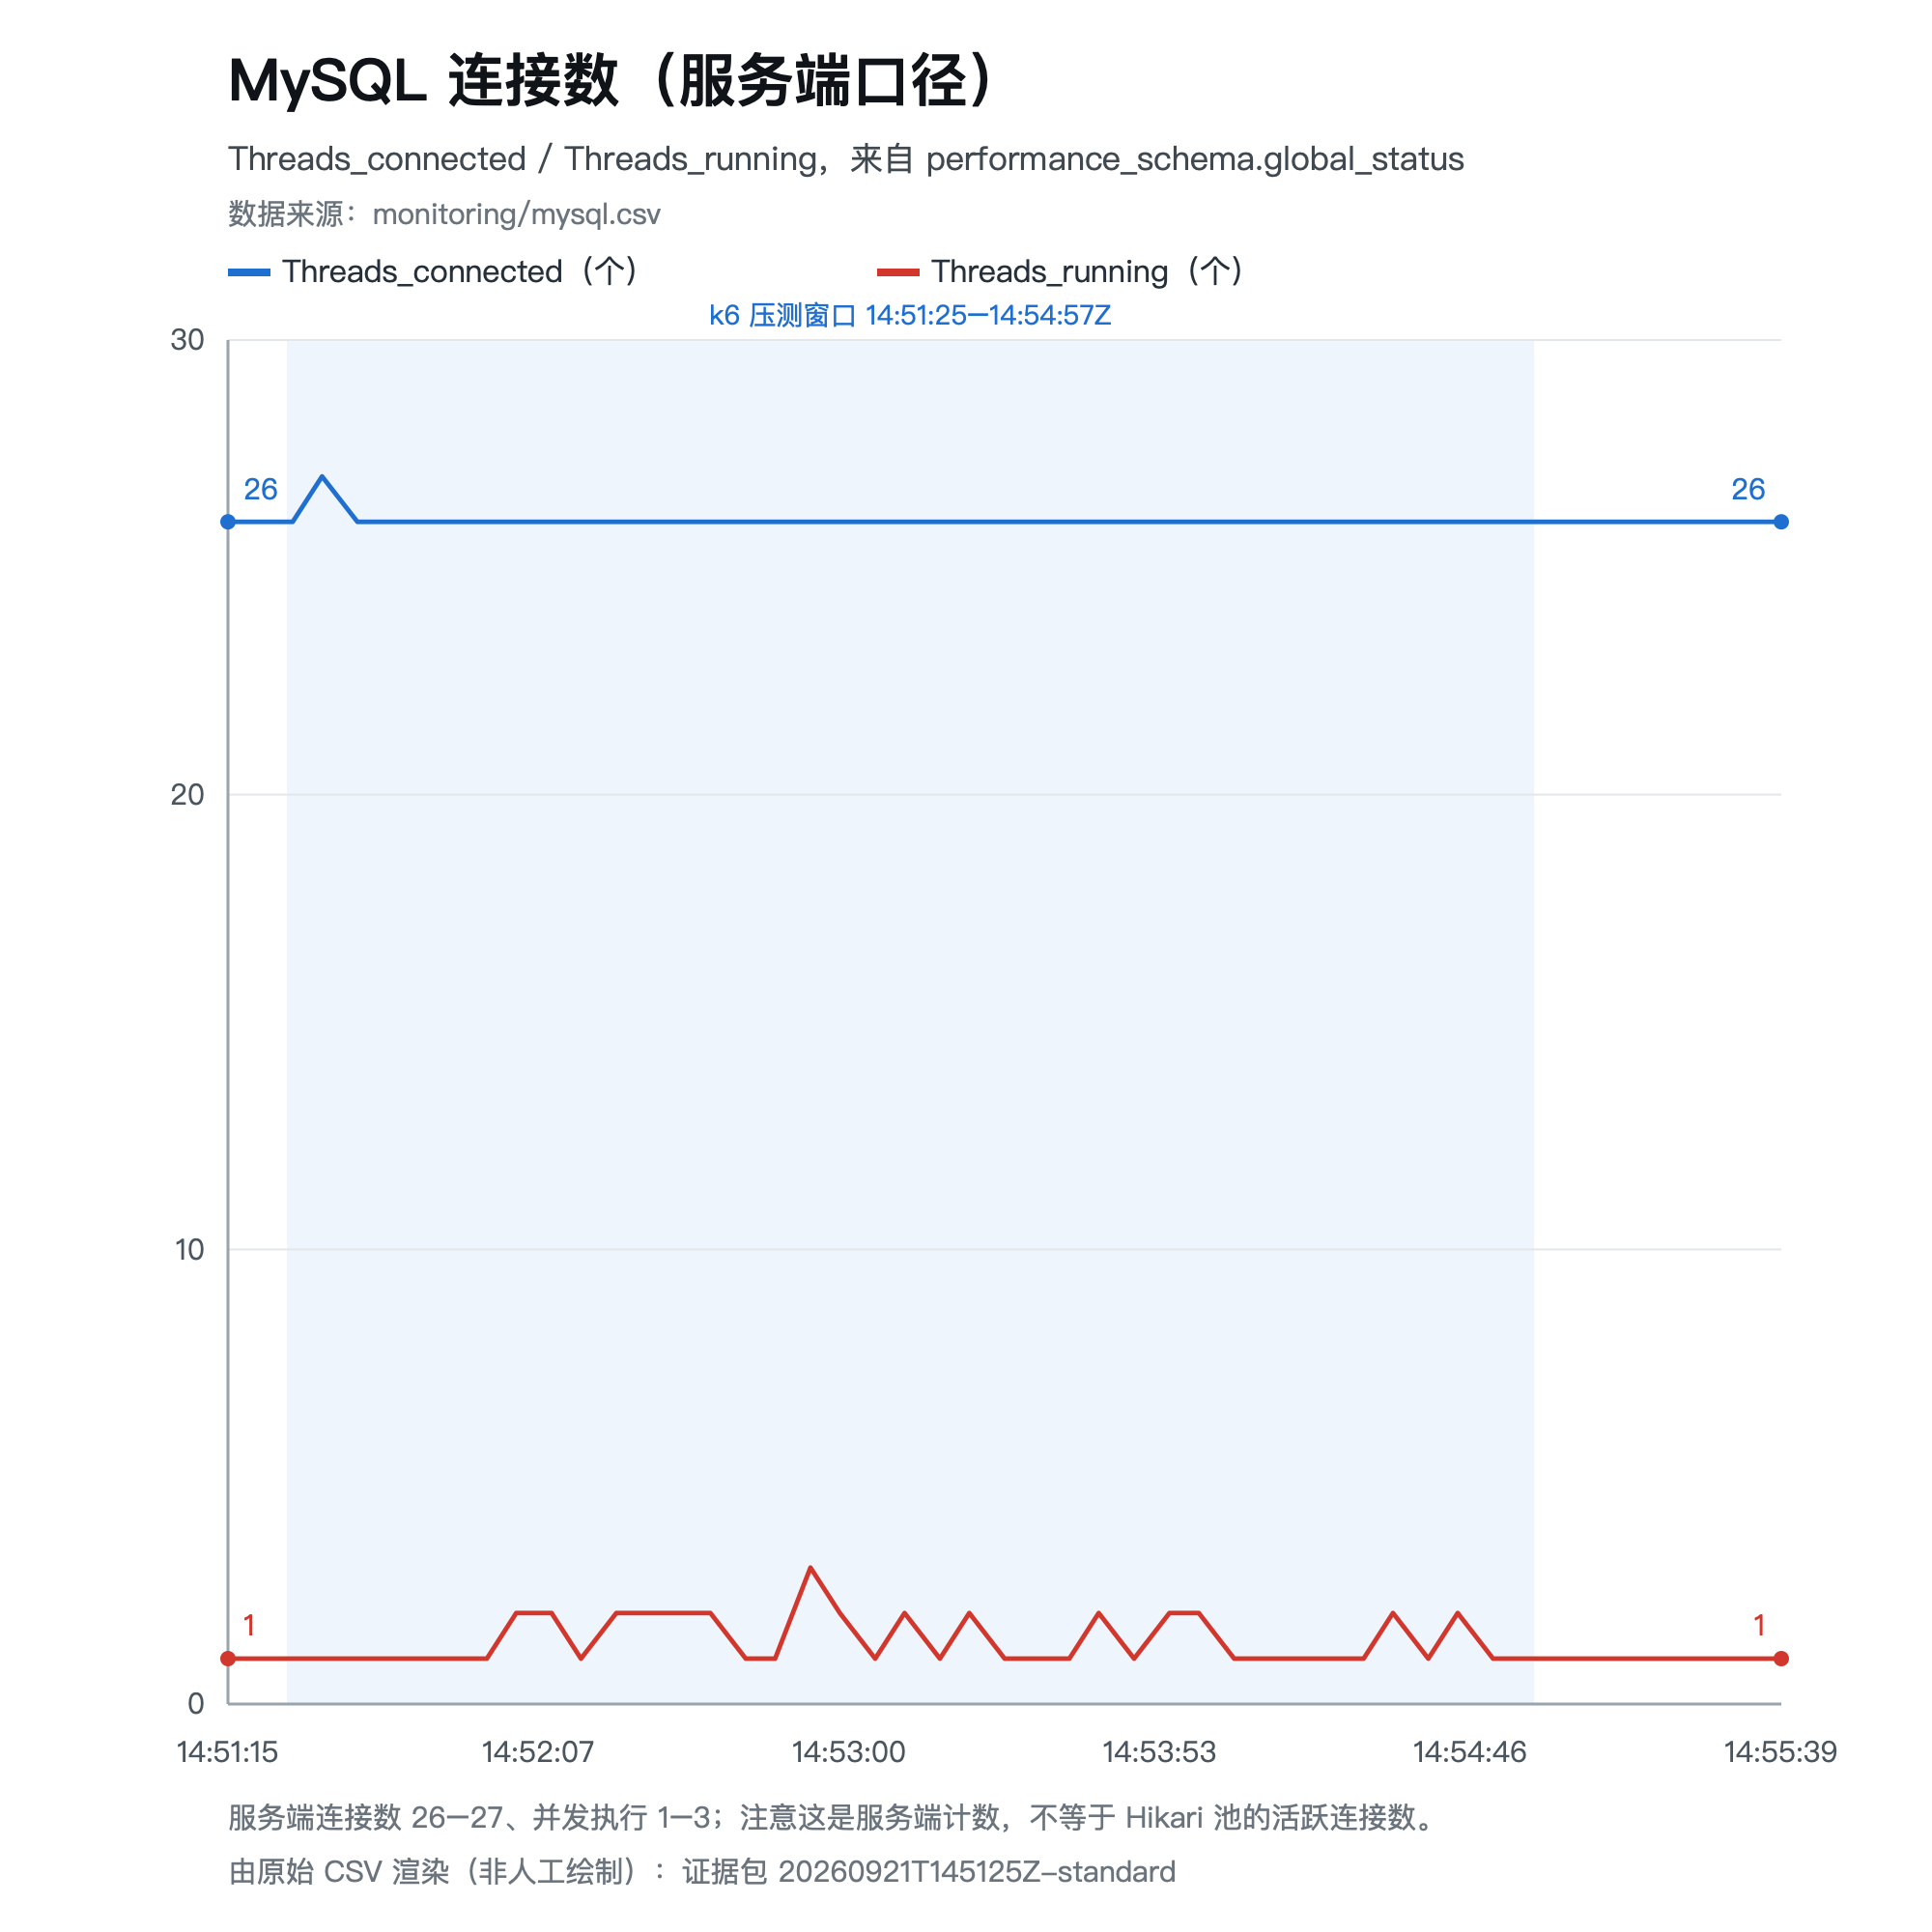 MySQL 连接数（服务端口径）
Threads_connected / Threads_running，来自 performance_schema.global_status
数据来源：monitoring/mysql.csv
Threads_connected（个） Threads_running（个）
k6 压测窗口 14:51:25—14:54:57Z
30
26 26
20
10
1 1
0
14:51:15 14:52:07 14:53:00 14:53:53 14:54:46 14:55:39
服务端连接数 26—27、并发执行 1—3；注意这是服务端计数，不等于 Hikari 池的活跃连接数。
由原始 CSV 渲染（非人工绘制）：证据包 20260921T145125Z-standard